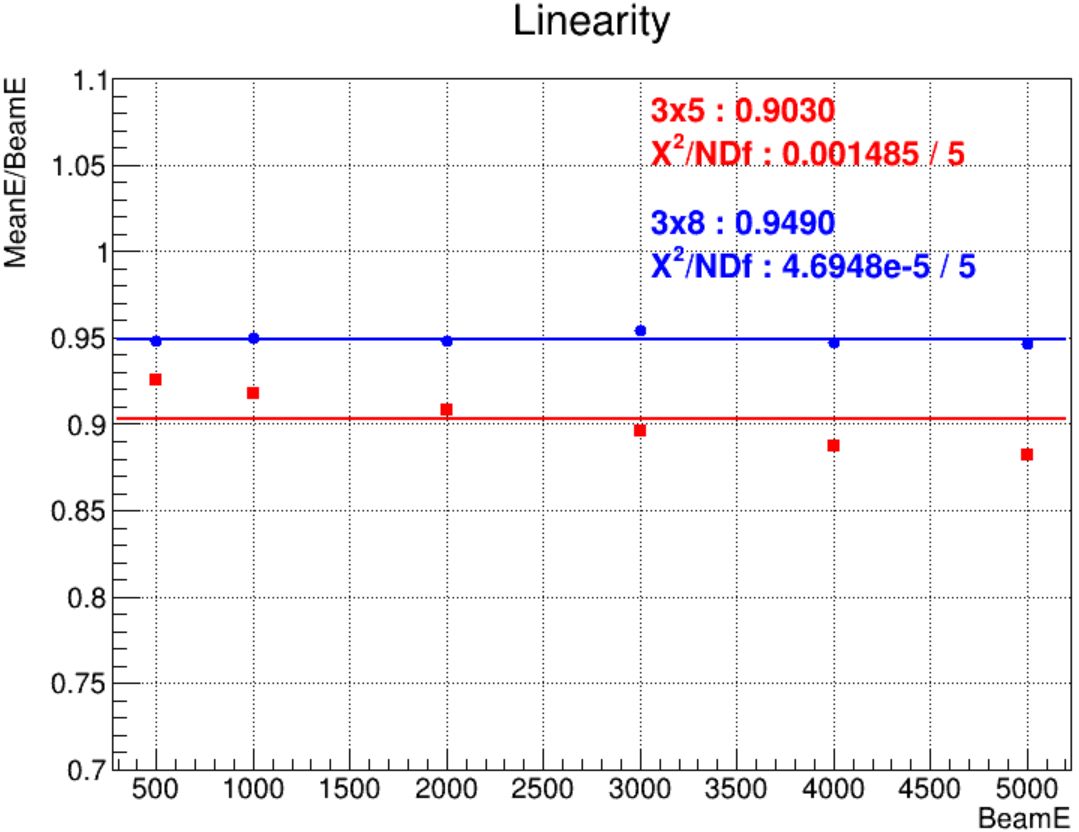 Linearity
MeanE/BeamE
1.1
1.05
1
0.95
0.9
0.85
0.8
0.75
0.7
3x5 : 0.9030
X²/NDf : 0.001485 / 5
3x8 : 0.9490
X²/NDf : 4.6948e-5 / 5
500 1000 1500 2000 2500 3000 3500 4000 4500 5000
BeamE